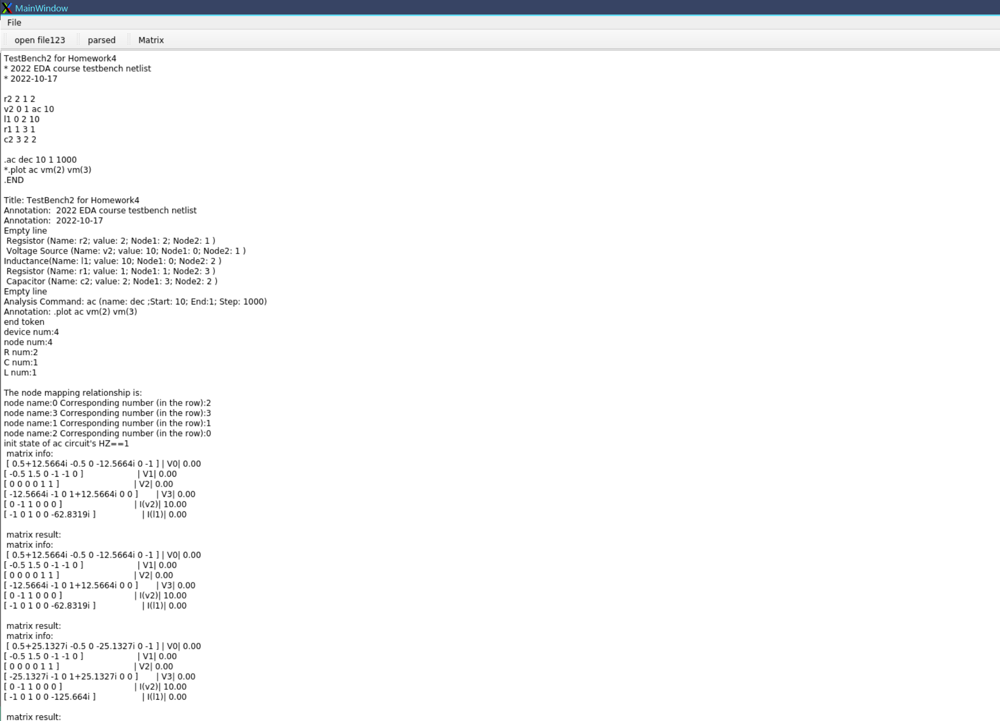 MainWindow
File
open file123 parsed Matrix
TestBench2 for Homework4
* 2022 EDA course testbench netlist
* 2022-10-17
r2 2 1 2
v2 0 1 ac 10
l1 0 2 10
r1 1 3 1
c2 3 2 2
.ac dec 10 1 1000
*.plot ac vm(2) vm(3)
.END
Title: TestBench2 for Homework4
Annotation:  2022 EDA course testbench netlist
Annotation:  2022-10-17
Empty line
Regsistor (Name: r2; value: 2; Node1: 2; Node2: 1 )
Voltage Source (Name: v2; value: 10; Node1: 0; Node2: 1 )
Inductance(Name: l1; value: 10; Node1: 0; Node2: 2 )
Regsistor (Name: r1; value: 1; Node1: 1; Node2: 3 )
Capacitor (Name: c2; value: 2; Node1: 3; Node2: 2 )
Empty line
Analysis Command: ac (name: dec ;Start: 10; End:1; Step: 1000)
Annotation: .plot ac vm(2) vm(3)
end token
device num:4
node num:4
R num:2
C num:1
L num:1
The node mapping relationship is:
node name:0 Corresponding number (in the row):2
node name:3 Corresponding number (in the row):3
node name:1 Corresponding number (in the row):1
node name:2 Corresponding number (in the row):0
init state of ac circuit's HZ==1
matrix info:
[ 0.5+12.5664i -0.5 0 -12.5664i 0 -1 ] | V0| 0.00
[ -0.5 1.5 0 -1 -1 0 ] | V1| 0.00
[ 0 0 0 0 1 1 ] | V2| 0.00
[ -12.5664i -1 0 1+12.5664i 0 0 ] | V3| 0.00
[ 0 -1 1 0 0 0 ] | I(v2)| 10.00
[ -1 0 1 0 0 -62.8319i ] | I(l1)| 0.00
matrix result:
matrix info:
[ 0.5+12.5664i -0.5 0 -12.5664i 0 -1 ] | V0| 0.00
[ -0.5 1.5 0 -1 -1 0 ] | V1| 0.00
[ 0 0 0 0 1 1 ] | V2| 0.00
[ -12.5664i -1 0 1+12.5664i 0 0 ] | V3| 0.00
[ 0 -1 1 0 0 0 ] | I(v2)| 10.00
[ -1 0 1 0 0 -62.8319i ] | I(l1)| 0.00
matrix result:
matrix info:
[ 0.5+25.1327i -0.5 0 -25.1327i 0 -1 ] | V0| 0.00
[ -0.5 1.5 0 -1 -1 0 ] | V1| 0.00
[ 0 0 0 0 1 1 ] | V2| 0.00
[ -25.1327i -1 0 1+25.1327i 0 0 ] | V3| 0.00
[ 0 -1 1 0 0 0 ] | I(v2)| 10.00
[ -1 0 1 0 0 -125.664i ] | I(l1)| 0.00
matrix result: